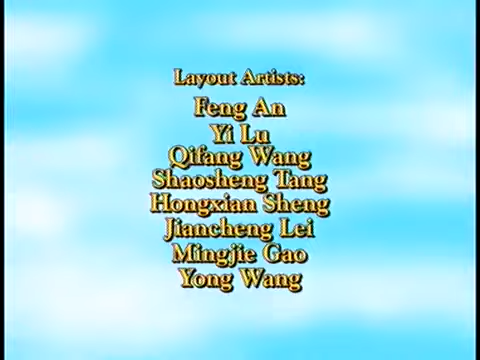 Layout Artists:
Feng An
Yi Lu
Qifang Wang
Shaosheng Tang
Hongxian Sheng
Jiancheng Lei
Mingjie Gao
Yong Wang